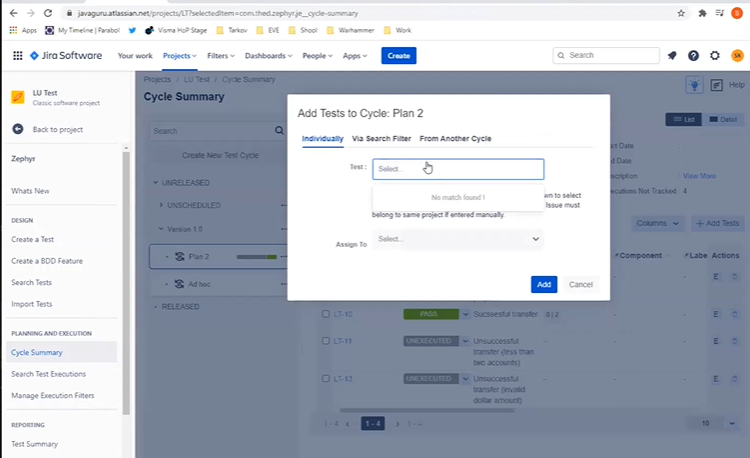 javaguru.atlassian.net/projects/LT?selectedItem=com.thed.zephyr.je__cycle-summary
Apps
My Timeline | Parabol
Visma HoP Stage
Tarkov
EVE
Shool
Warhammer
Work
Jira Software
Your work
Projects
Filters
Dashboards
People
Apps
Create
Search
SK
LU Test
Classic software project
Back to project
Zephyr
Whats New
DESIGN
Create a Test
Create a BDD Feature
Search Tests
Import Tests
PLANNING AND EXECUTION
Cycle Summary
Search Test Executions
Manage Execution Filters
REPORTING
Test Summary
Projects / LU Test / Cycle Summary
Cycle Summary
Help
List
Detail
Search
Create New Test Cycle
UNRELEASED
UNSCHEDULED
Version 1.0
Plan 2
Ad hoc
RELEASED
Add Tests to Cycle: Plan 2
Individually
Via Search Filter
From Another Cycle
Test :
Select...
No match found !
wn to select
Issue must
belong to same project if entered manually.
Assign To
Select...
Add
Cancel
View More
xecutions Not Tracked : 4
Columns
+ Add Tests
Component
Labe
Actions
E
LT-10
PASS
Sucsessful transfer
0 | 2
-
-
E
LT-11
UNEXECUTED
Unsuccessful
transfer (less than
two accounts)
-
-
-
E
LT-13
UNEXECUTED
Unsuccessful
transfer (invalid
dollar amount)
-
-
-
E
1 - 4
1 - 4
1 - 4
10